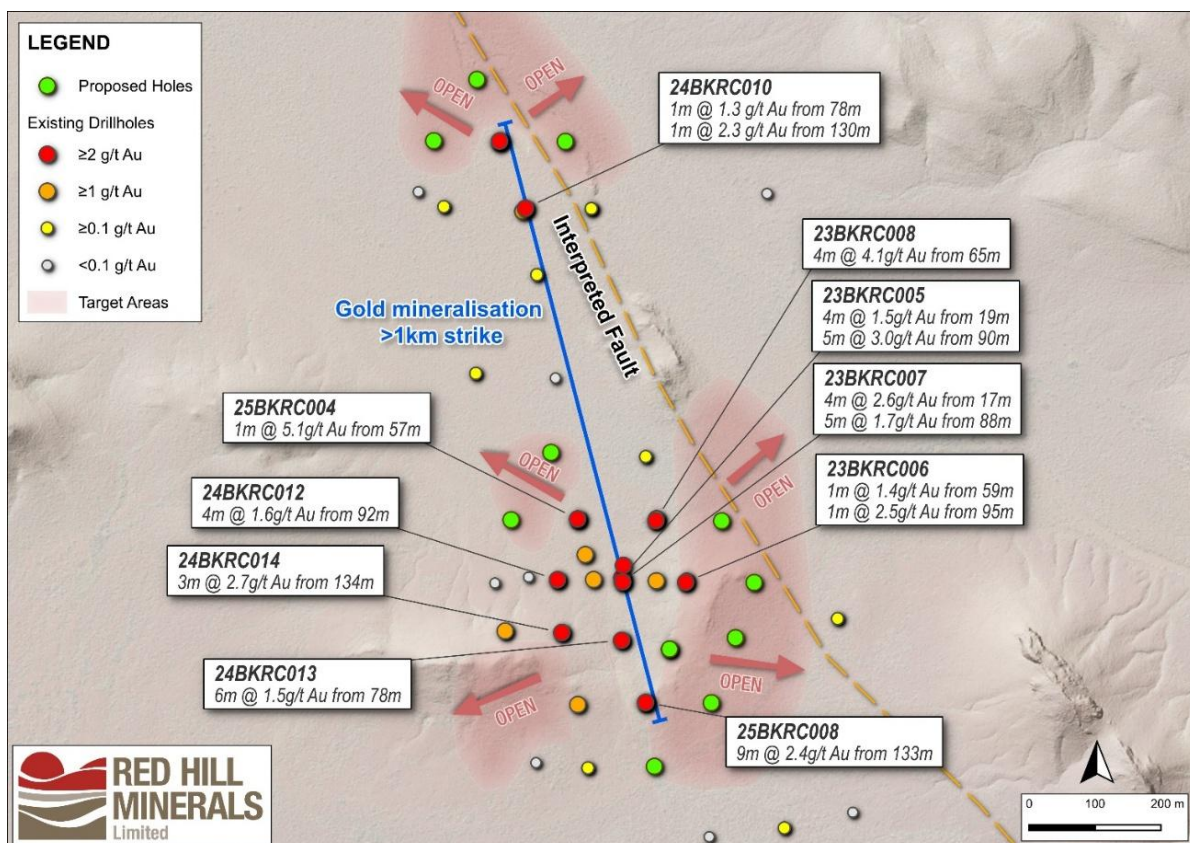 LEGEND
Proposed Holes
Existing Drillholes
≥2 g/t Au
≥1 g/t Au
≥0.1 g/t Au
<0.1 g/t Au
Target Areas
OPEN
OPEN
24BKRC010
1m @ 1.3 g/t Au from 78m
1m @ 2.3 g/t Au from 130m
Interpreted Fault
23BKRC008
4m @ 4.1g/t Au from 65m
23BKRC005
4m @ 1.5g/t Au from 19m
5m @ 3.0g/t Au from 90m
Gold mineralisation
>1km strike
23BKRC007
4m @ 2.6g/t Au from 17m
5m @ 1.7g/t Au from 88m
25BKRC004
1m @ 5.1g/t Au from 57m
OPEN
OPEN
23BKRC006
1m @ 1.4g/t Au from 59m
1m @ 2.5g/t Au from 95m
24BKRC012
4m @ 1.6g/t Au from 92m
24BKRC014
3m @ 2.7g/t Au from 134m
24BKRC013
6m @ 1.5g/t Au from 78m
OPEN
OPEN
25BKRC008
9m @ 2.4g/t Au from 133m
RED HILL
MINERALS
Limited
0 100 200 m